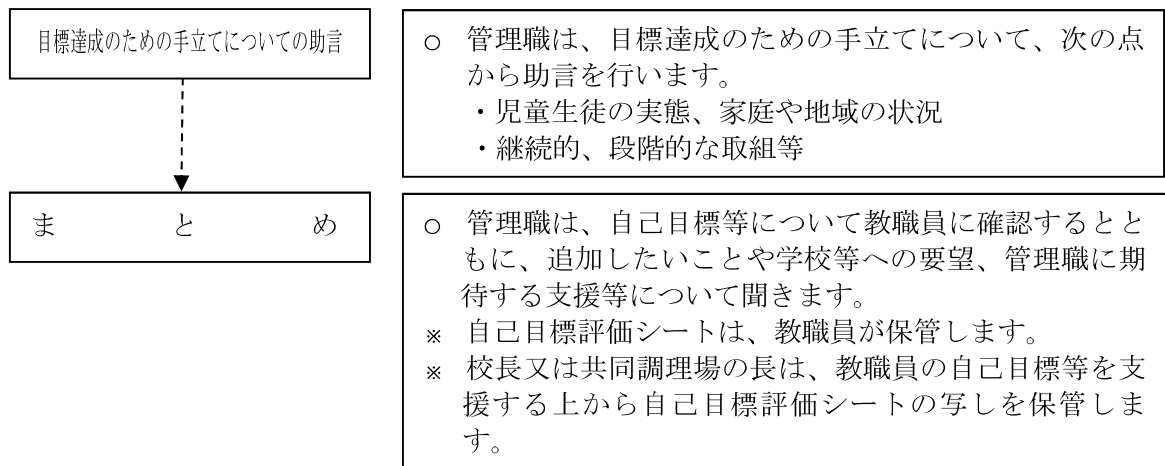 目標達成のための手立てについての助言
○ 管理職は、目標達成のための手立てについて、次の点
から助言を行います。
・児童生徒の実態、家庭や地域の状況
・継続的、段階的な取組等
ま と め
○ 管理職は、自己目標等について教職員に確認するとと
もに、追加したいことや学校等への要望、管理職に期
待する支援等について聞きます。
※ 自己目標評価シートは、教職員が保管します。
※ 校長又は共同調理場の長は、教職員の自己目標等を支
援する上から自己目標評価シートの写しを保管しま
す。